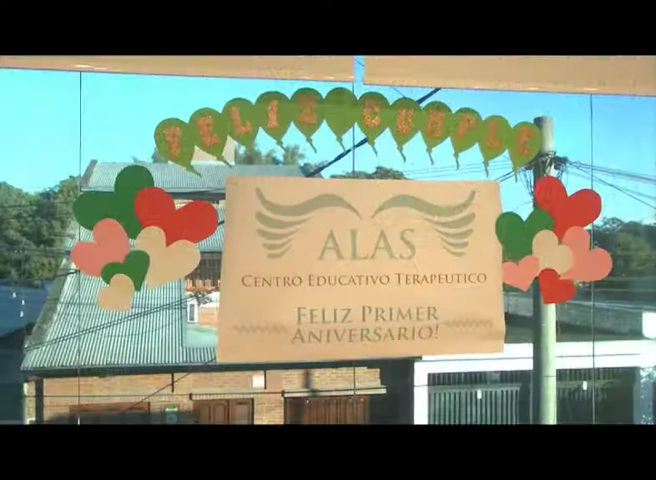 FELIZ CUMPLE
ALAS
CENTRO EDUCATIVO TERAPEUTICO
FELIZ PRIMER
ANIVERSARIO!